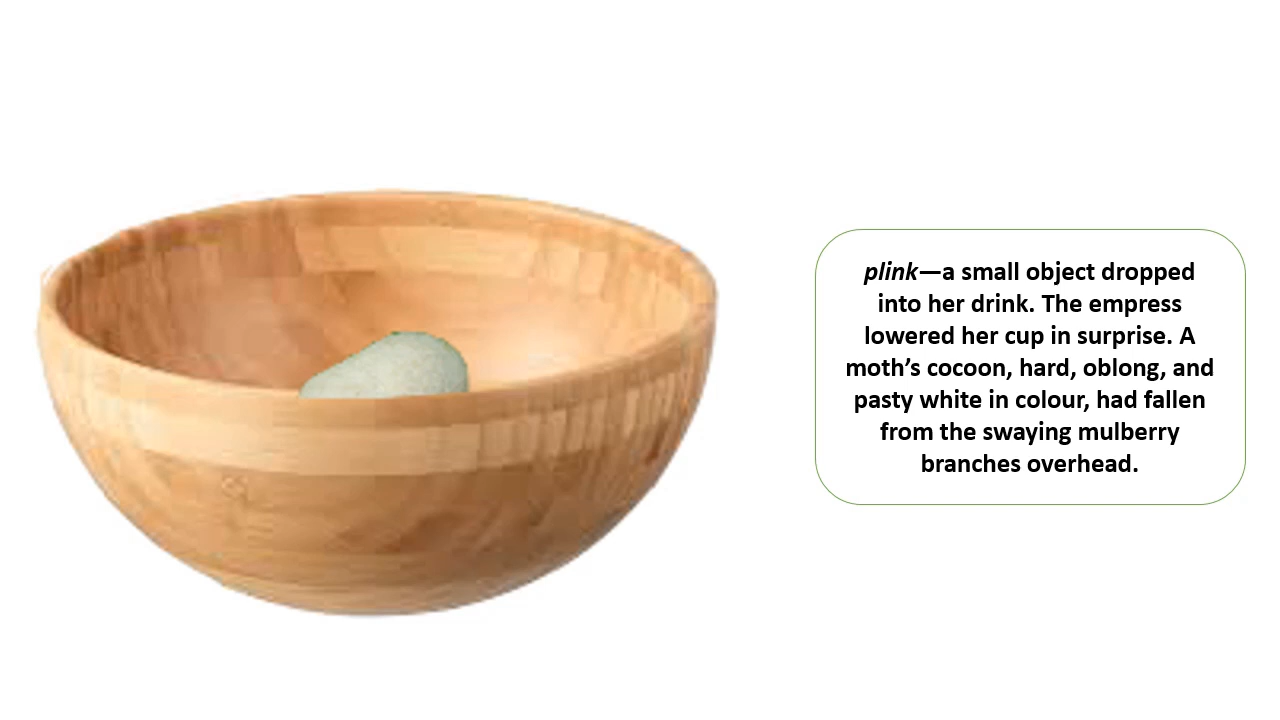 plink—a small object dropped
into her drink. The empress
lowered her cup in surprise. A
moth’s cocoon, hard, oblong, and
pasty white in colour, had fallen
from the swaying mulberry
branches overhead.